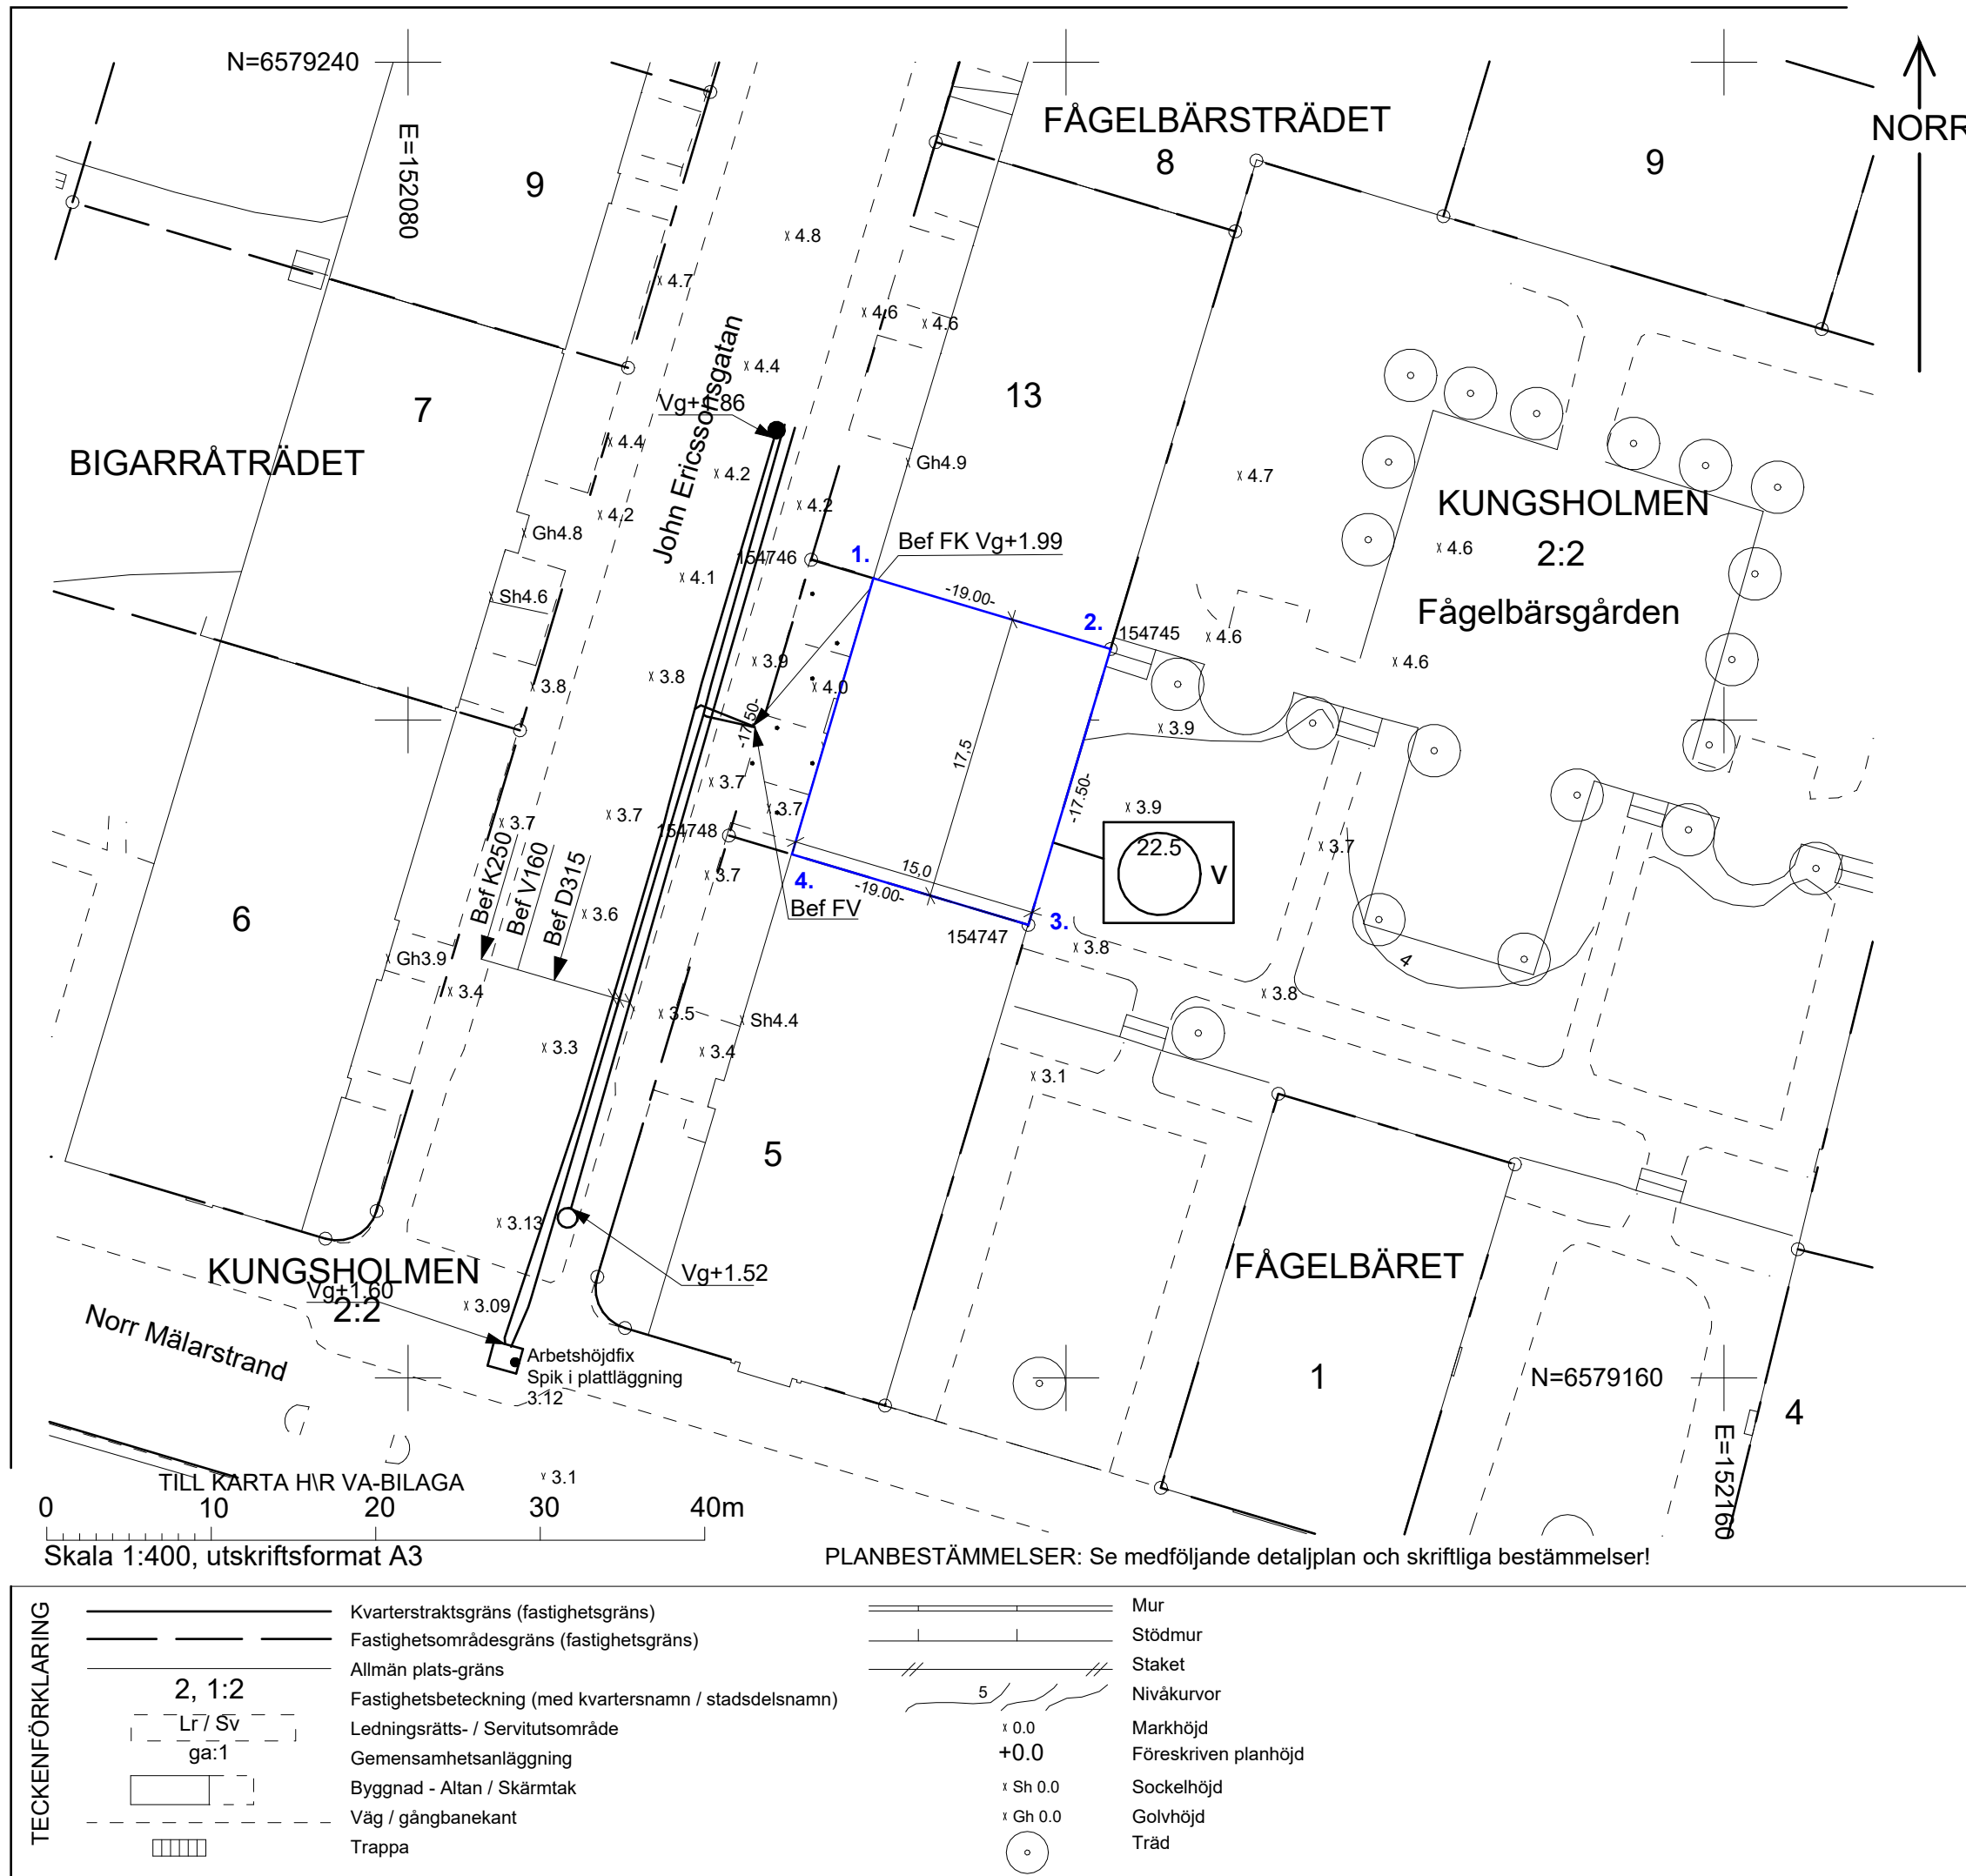 N=6579240
E=152080
FÅGELBÄRSTRÄDET
8
9
9
NORR
x 4.8
x 4.7
x 4.6
x 4.6
x 4.4
John Ericssonsgatan
13
7
Vg+1.86
x 4.4
BIGARRÅTRÄDET
x 4.2
Gh4.9
x 4.7
x 4.2
x 4.2
KUNGSHOLMEN
2:2
Fågelbärsgården
Gh4.8
x 4.6
154746
1.
Bef FK Vg+1.99
x 4.1
Sh4.6
-19.00-
2.
154745
x 4.6
x 4.6
x 3.8
x 3.8
x 3.9
x 4.0
-17.50-
17,5
x 3.9
x 3.7
x 3.7
-17.50-
x 3.9
x 3.7
x 3.7
154748
22.5
V
x 3.7
Bef K250
Bef V160
Bef D315
x 3.7
4.
15,0
-19.00-
Bef FV
3.
154747
6
x 3.6
x 3.8
Gh3.9
4
x 3.4
x 3.8
x 3.5
Sh4.4
x 3.3
x 3.4
x 3.1
5
x 3.13
KUNGSHOLMEN
2:2
Vg+1.60
Vg+1.52
FÅGELBÄRET
x 3.09
Norr Mälarstrand
Arbetshöjdfix
Spik i plattläggning
3.12
1
N=6579160
4
E=152160
x 3.1
TILL KARTA H\R VA-BILAGA
0 10 20 30 40m
Skala 1:400, utskriftsformat A3
PLANBESTÄMMELSER: Se medföljande detaljplan och skriftliga bestämmelser!
TECKENFÖRKLARING
Kvarterstraktsgräns (fastighetsgräns)
Fastighetsområdesgräns (fastighetsgräns)
Allmän plats-gräns
2, 1:2
Fastighetsbeteckning (med kvartersnamn / stadsdelsnamn)
Lr / Sv
Ledningsrätts- / Servitutsområde
ga:1
Gemensamhetsanläggning
Byggnad - Altan / Skärmtak
Väg / gångbanekant
Trappa
Mur
Stödmur
Staket
5
Nivåkurvor
x 0.0
Markhöjd
+0.0
Föreskriven planhöjd
x Sh 0.0
Sockelhöjd
x Gh 0.0
Golvhöjd
Träd